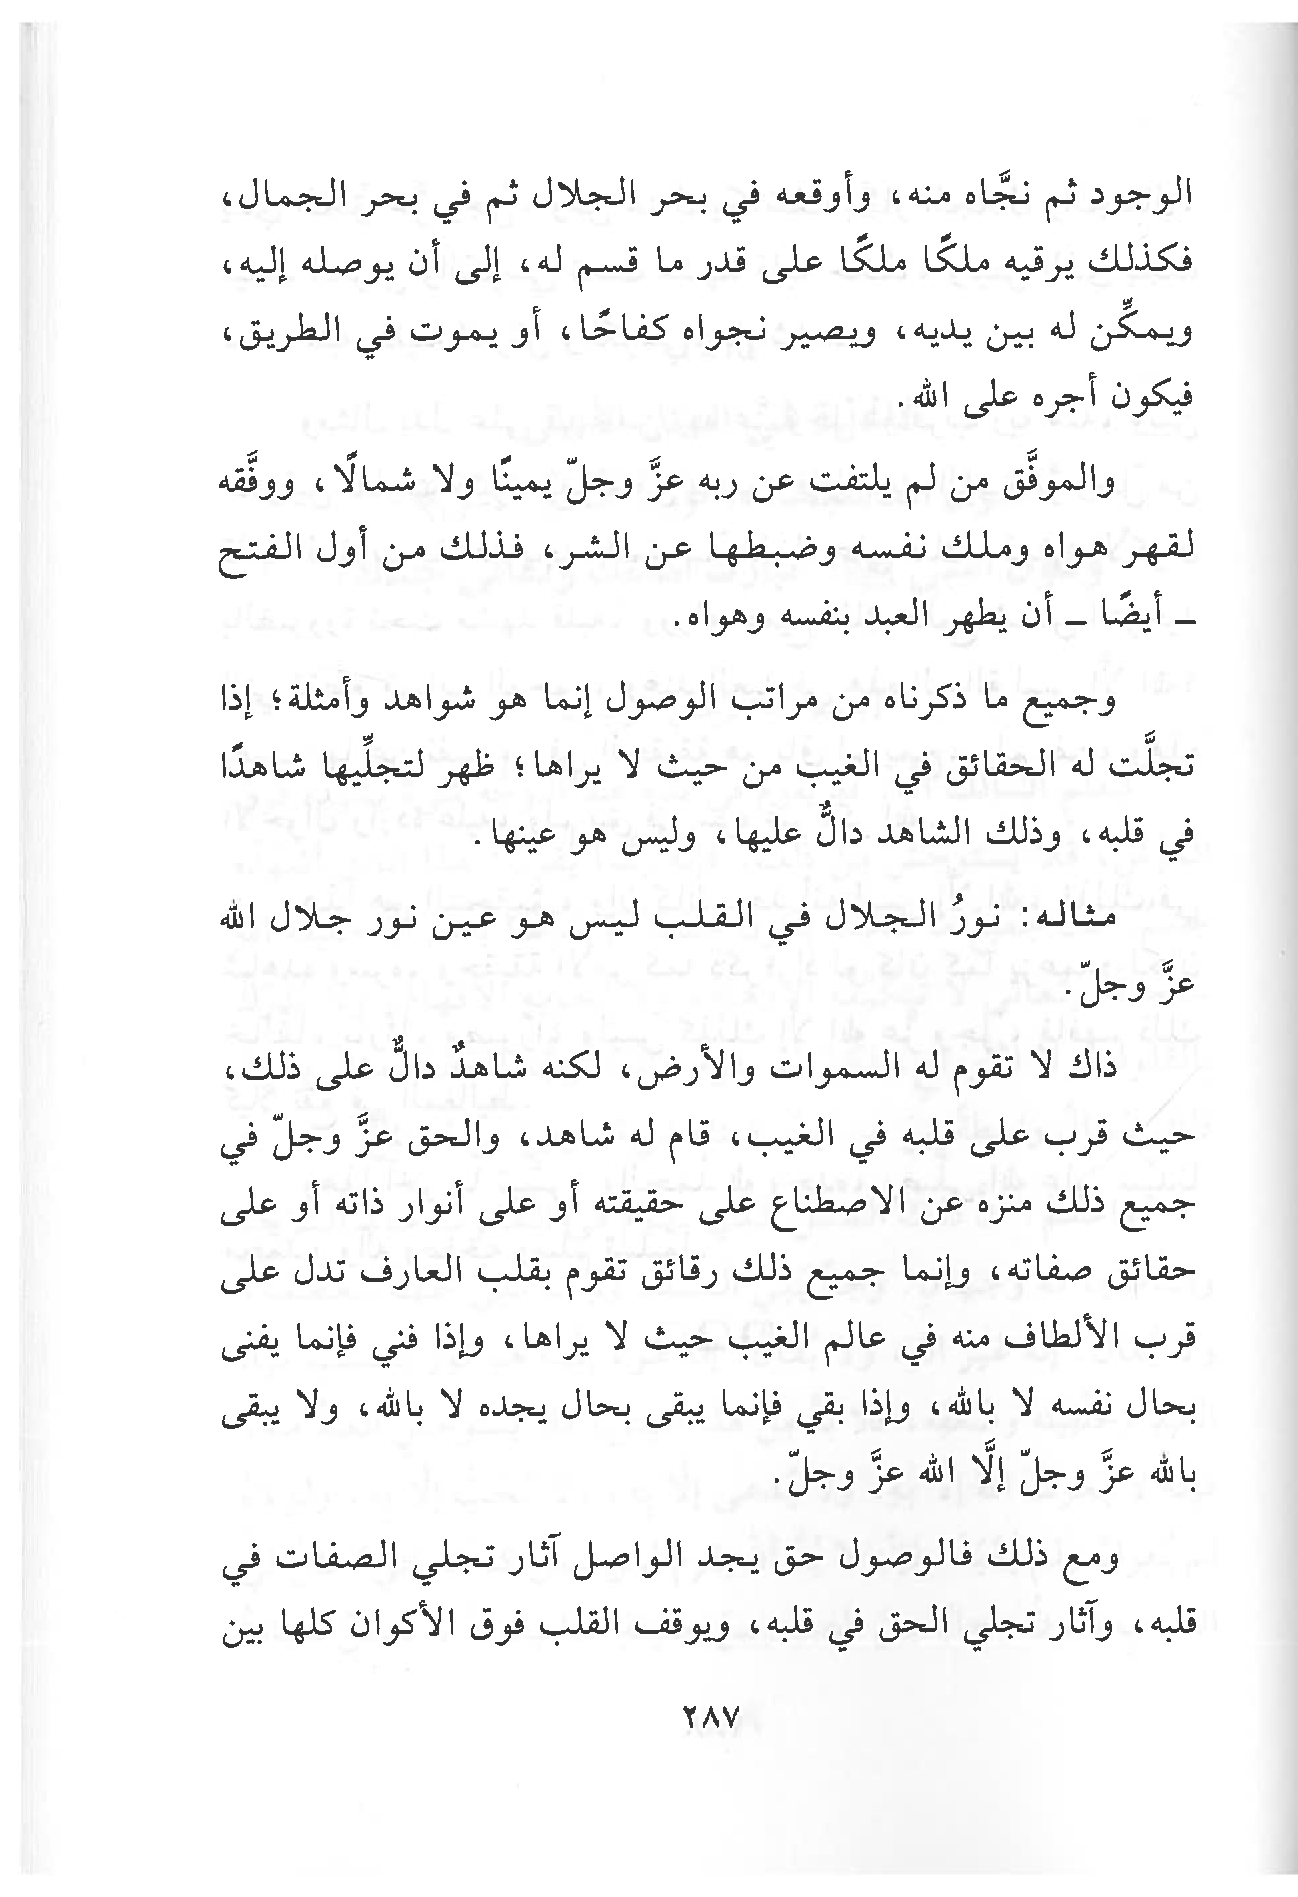 الوجود ثم نجَّاه منه، وأوقعه في بحر الجلال ثم في بحر الجمال،
فكذلك يرقيه ملكًا ملكًا على قدر ما قسم له، إلى أن يوصله إليه،
ويمكِّن له بين يديه، ويصير نجواه كفاحًا، أو يموت في الطريق،
فيكون أجره على الله.
والموفَّق من لم يلتفت عن ربه عزَّ وجلّ يمينًا ولا شمالًا، ووفَّقه
لقهر هواه وملك نفسه وضبطها عن الشر، فذلك من أول الفتح
ـ أيضًا ـ أن يظهر العبد بنفسه وهواه.
وجميع ما ذكرناه من مراتب الوصول إنما هو شواهد وأمثلة؛ إذا
تجلَّت له الحقائق في الغيب من حيث لا يراها؛ ظهر لتجلِّيها شاهدًا
في قلبه، وذلك الشاهد دالٌّ عليها، وليس هو عينها.
مثاله: نورُ الجلال في القلب ليس هو عين نور جلال الله
عزَّ وجلّ.
ذاك لا تقوم له السموات والأرض، لكنه شاهدٌ دالٌّ على ذلك،
حيث قرب على قلبه في الغيب، قام له شاهد، والحق عزَّ وجلّ في
جميع ذلك منزه عن الاصطناع على حقيقته أو على أنوار ذاته أو على
حقائق صفاته، وإنما جميع ذلك رقائق تقوم بقلب العارف تدل على
قرب الألطاف منه في عالم الغيب حيث لا يراها، وإذا فني فإنما يفنى
بحال نفسه لا بالله، وإذا بقي فإنما يبقى بحال يجده لا بالله، ولا يبقى
بالله عزَّ وجلّ إلَّا الله عزَّ وجلّ.
ومع ذلك فالوصول حق يجد الواصل آثار تجلي الصفات في
قلبه، وآثار تجلي الحق في قلبه، ويوقف القلب فوق الأكوان كلها بين
٢٨٧